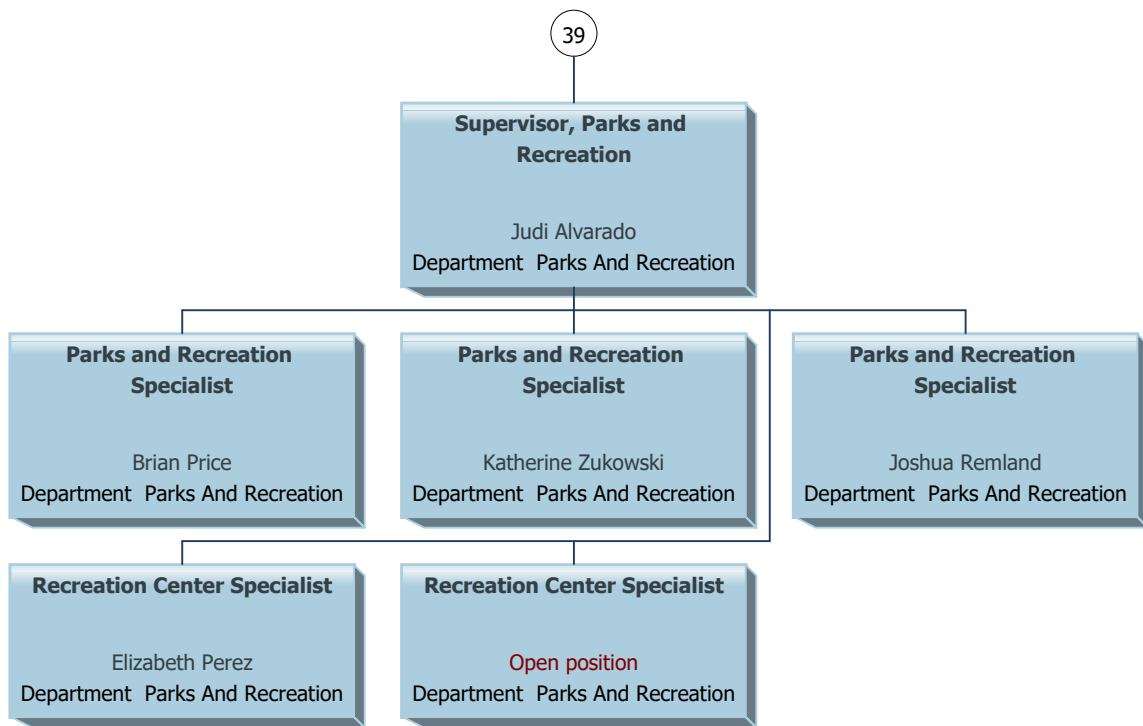 39
Supervisor, Parks and
Recreation
Judi Alvarado
Department  Parks And Recreation
Parks and Recreation
Specialist
Brian Price
Department  Parks And Recreation
Parks and Recreation
Specialist
Katherine Zukowski
Department  Parks And Recreation
Parks and Recreation
Specialist
Joshua Remland
Department  Parks And Recreation
Recreation Center Specialist
Elizabeth Perez
Department  Parks And Recreation
Recreation Center Specialist
Open position
Department  Parks And Recreation